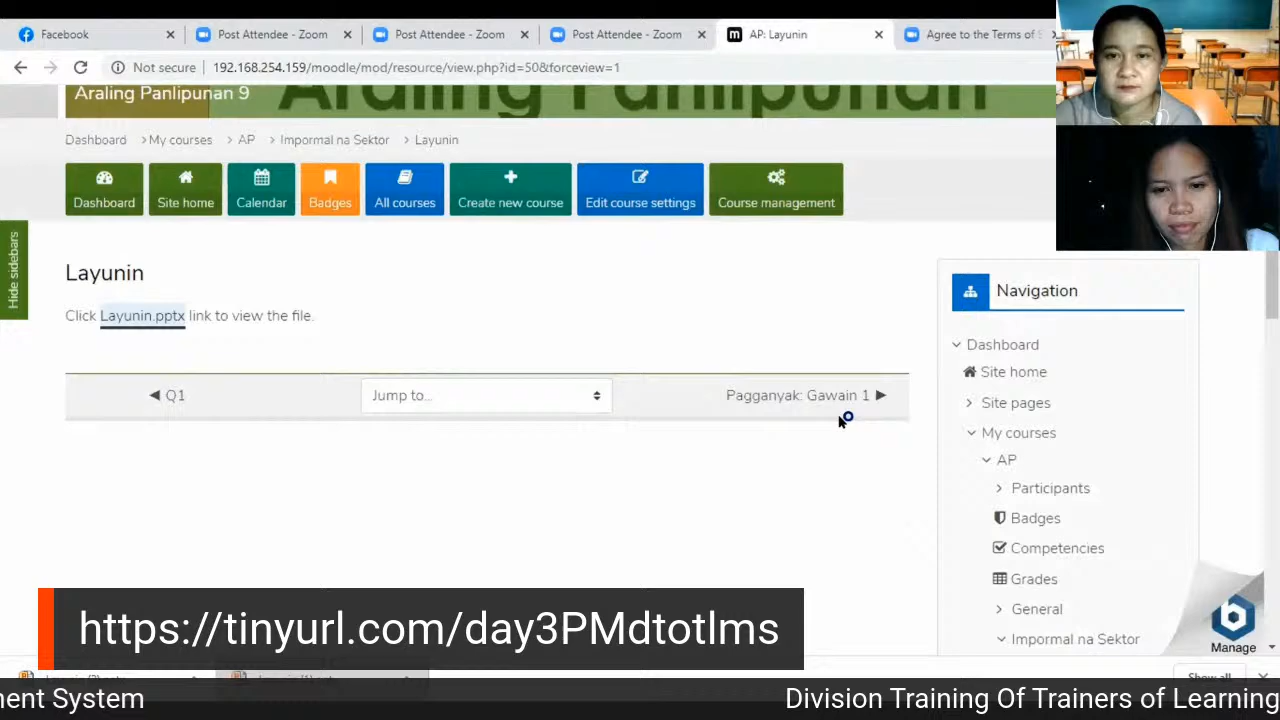 Facebook
Post Attendee - Zoom
Post Attendee - Zoom
Post Attendee - Zoom
m AP: Layunin
Agree to the Terms of
Not secure 192.168.254.159/moodle/mod/resource/view.php?id=50&forceview=1
Araling Panlipunan 9
Araling Panlipunan
Dashboard > My courses > AP > Impormal na Sektor > Layunin
Dashboard
Site home
Calendar
Badges
All courses
Create new course
Edit course settings
Course management
Hide sidebars
Layunin
Click Layunin.pptx link to view the file.
◀ Q1
Jump to...
Pagganyak: Gawain 1 ▶
Navigation
Dashboard
Site home
Site pages
My courses
AP
Participants
Badges
Competencies
Grades
General
Impormal na Sektor
b
Manage
https://tinyurl.com/day3PMdtotlms
Show all
nent System
Division Training Of Trainers of Learning